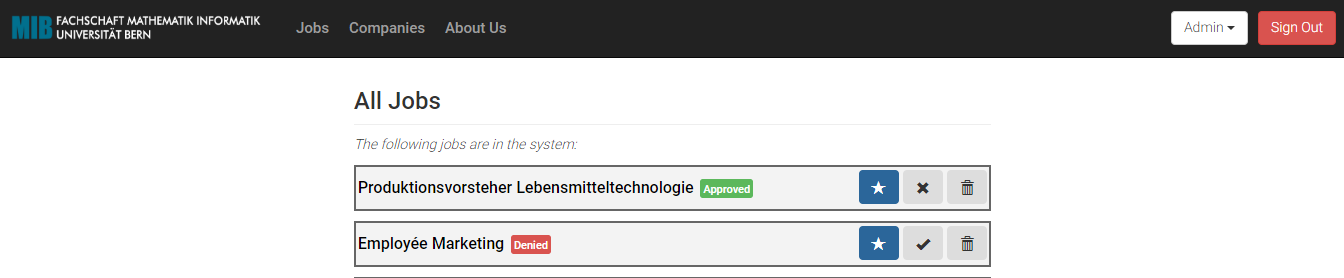 MIB FACHSCHAFT MATHEMATIK INFORMATIK
UNIVERSITÄT BERN
Jobs Companies About Us Admin Sign Out
All Jobs
The following jobs are in the system:
Produktionsvorsteher Lebensmitteltechnologie Approved
Employée Marketing Denied